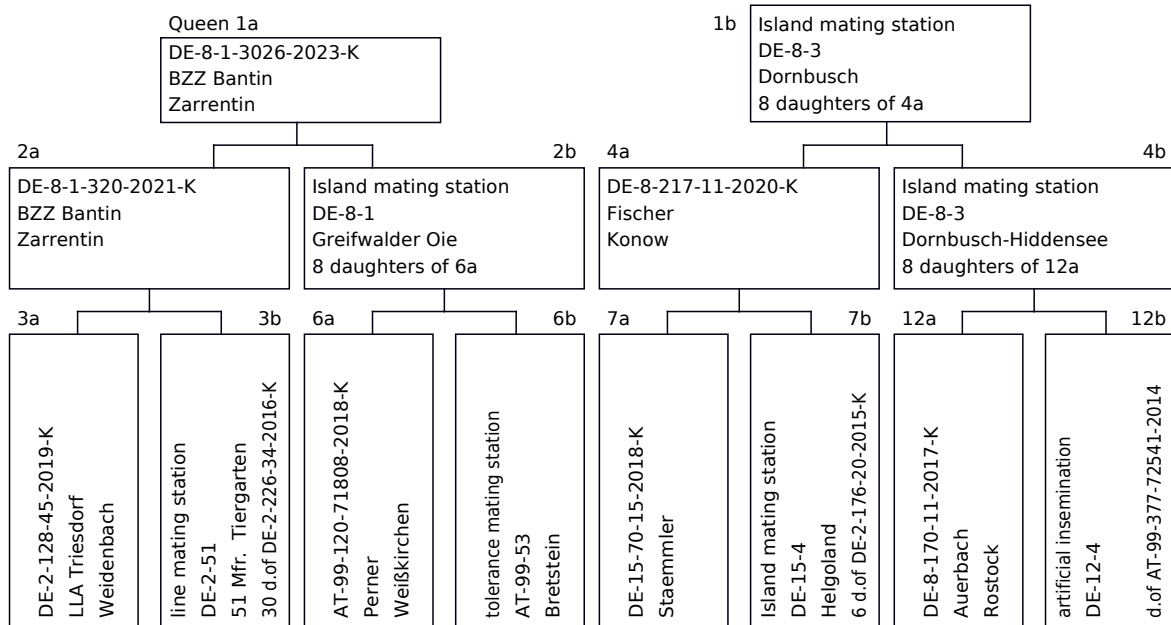 Queen 1a
DE-8-1-3026-2023-K
BZZ Bantin
Zarrentin
1b
Island mating station
DE-8-3
Dornbusch
8 daughters of 4a
2a
DE-8-1-320-2021-K
BZZ Bantin
Zarrentin
2b
Island mating station
DE-8-1
Greifwalder Oie
8 daughters of 6a
4a
DE-8-217-11-2020-K
Fischer
Konow
4b
Island mating station
DE-8-3
Dornbusch-Hiddensee
8 daughters of 12a
3a
DE-2-128-45-2019-K
LLA Triesdorf
Weidenbach
3b
line mating station
DE-2-51
51 Mfr. Tiergarten
30 d.of DE-2-226-34-2016-K
6a
AT-99-120-71808-2018-K
Perner
Weißkirchen
6b
tolerance mating station
AT-99-53
Bretstein
7a
DE-15-70-15-2018-K
Staemmler
7b
Island mating station
DE-15-4
Helgoland
6 d.of DE-2-176-20-2015-K
12a
DE-8-170-11-2017-K
Auerbach
Rostock
12b
artificial insemination
DE-12-4
d.of AT-99-377-72541-2014